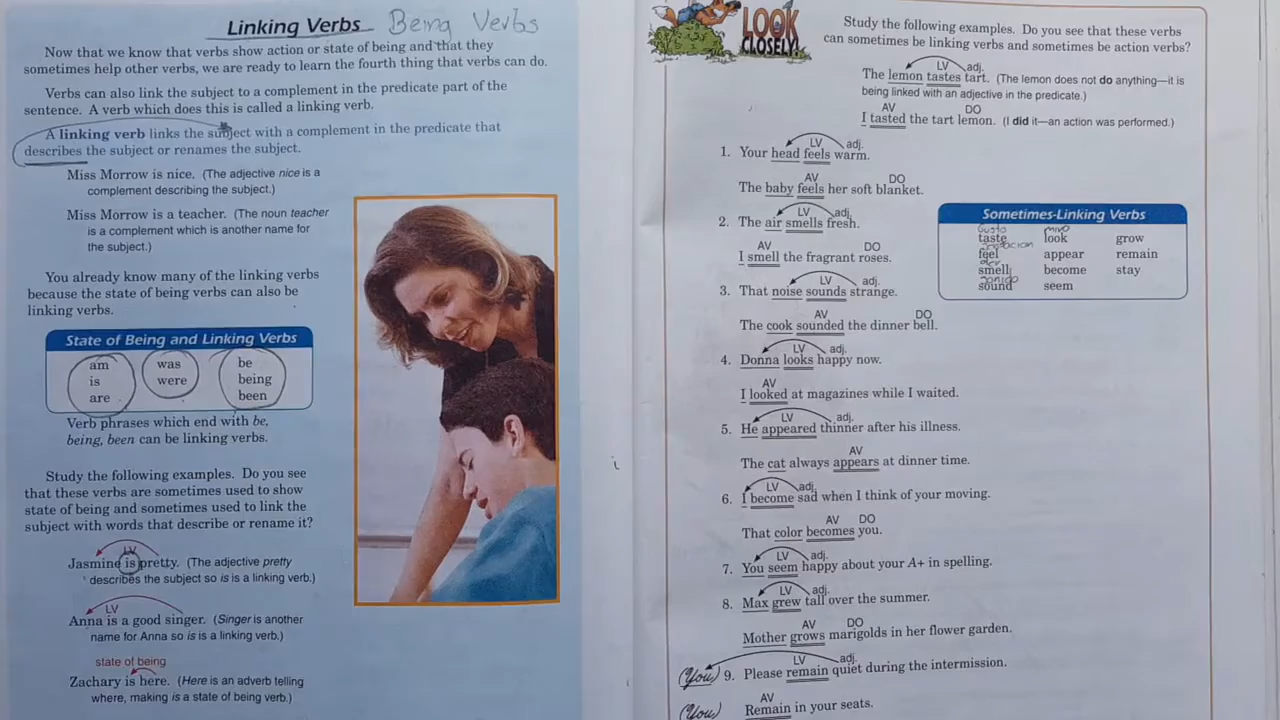 Linking Verbs Being Verbs
Now that we know that verbs show action or state of being and that they
sometimes help other verbs, we are ready to learn the fourth thing that verbs can do.
Verbs can also link the subject to a complement in the predicate part of the
sentence. A verb which does this is called a linking verb.
A linking verb links the subject with a complement in the predicate that
describes the subject or renames the subject.
Miss Morrow is nice. (The adjective nice is a
complement describing the subject.)
Miss Morrow is a teacher. (The noun teacher
is a complement which is another name for
the subject.)
You already know many of the linking verbs
because the state of being verbs can also be
linking verbs.
State of Being and Linking Verbs
am was be
is were being
are been
Verb phrases which end with be,
being, been can be linking verbs.
Study the following examples. Do you see
that these verbs are sometimes used to show
state of being and sometimes used to link the
subject with words that describe or rename it?
LV
Jasmine is pretty. (The adjective pretty
describes the subject so is is a linking verb.)
LV
Anna is a good singer. (Singer is another
name for Anna so is is a linking verb.)
state of being
Zachary is here. (Here is an adverb telling
where, making is a state of being verb.)
LOOK
CLOSELY!
Study the following examples. Do you see that these verbs
can sometimes be linking verbs and sometimes be action verbs?
LV adj.
The lemon tastes tart. (The lemon does not do anything—it is
being linked with an adjective in the predicate.)
AV DO
I tasted the tart lemon. (I did it—an action was performed.)
LV adj.
1. Your head feels warm.
AV DO
The baby feels her soft blanket.
LV adj.
2. The air smells fresh.
AV DO
I smell the fragrant roses.
LV adj.
3. That noise sounds strange.
AV DO
The cook sounded the dinner bell.
LV adj.
4. Donna looks happy now.
AV
I looked at magazines while I waited.
LV adj.
5. He appeared thinner after his illness.
AV
The cat always appears at dinner time.
LV adj.
6. I become sad when I think of your moving.
AV DO
That color becomes you.
LV adj.
7. You seem happy about your A+ in spelling.
LV adj.
8. Max grew tall over the summer.
AV DO
Mother grows marigolds in her flower garden.
LV adj.
(You) 9. Please remain quiet during the intermission.
AV
(You) Remain in your seats.
Sometimes-Linking Verbs
Gusto
taste look grow
feel appear remain
smell become stay
sonido
sound seem